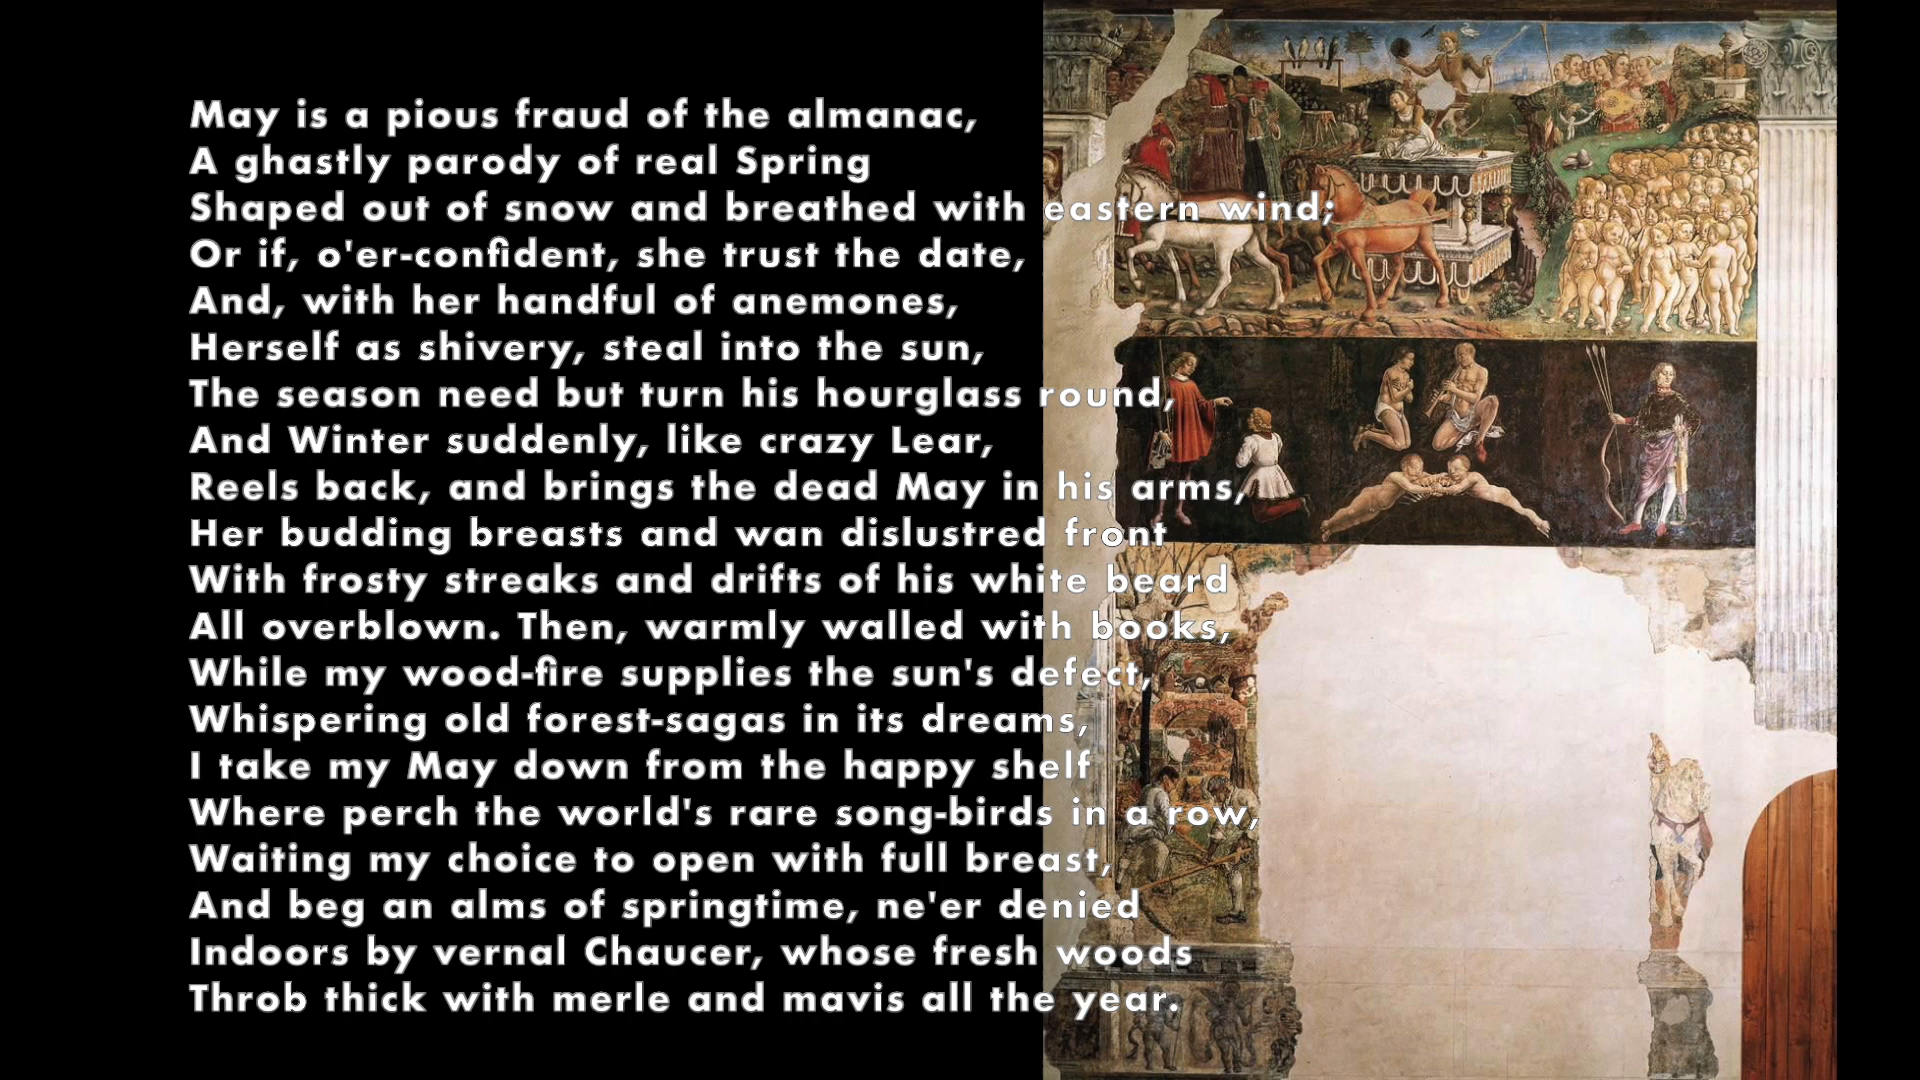 May is a pious fraud of the almanac,
A ghastly parody of real Spring
Shaped out of snow and breathed with eastern wind;
Or if, o'er-confident, she trust the date,
And, with her handful of anemones,
Herself as shivery, steal into the sun,
The season need but turn his hourglass round,
And Winter suddenly, like crazy Lear,
Reels back, and brings the dead May in his arms,
Her budding breasts and wan dislustred front
With frosty streaks and drifts of his white beard
All overblown. Then, warmly walled with books,
While my wood-fire supplies the sun's defect,
Whispering old forest-sagas in its dreams,
I take my May down from the happy shelf
Where perch the world's rare song-birds in a row,
Waiting my choice to open with full breast,
And beg an alms of springtime, ne'er denied
Indoors by vernal Chaucer, whose fresh woods
Throb thick with merle and mavis all the year.